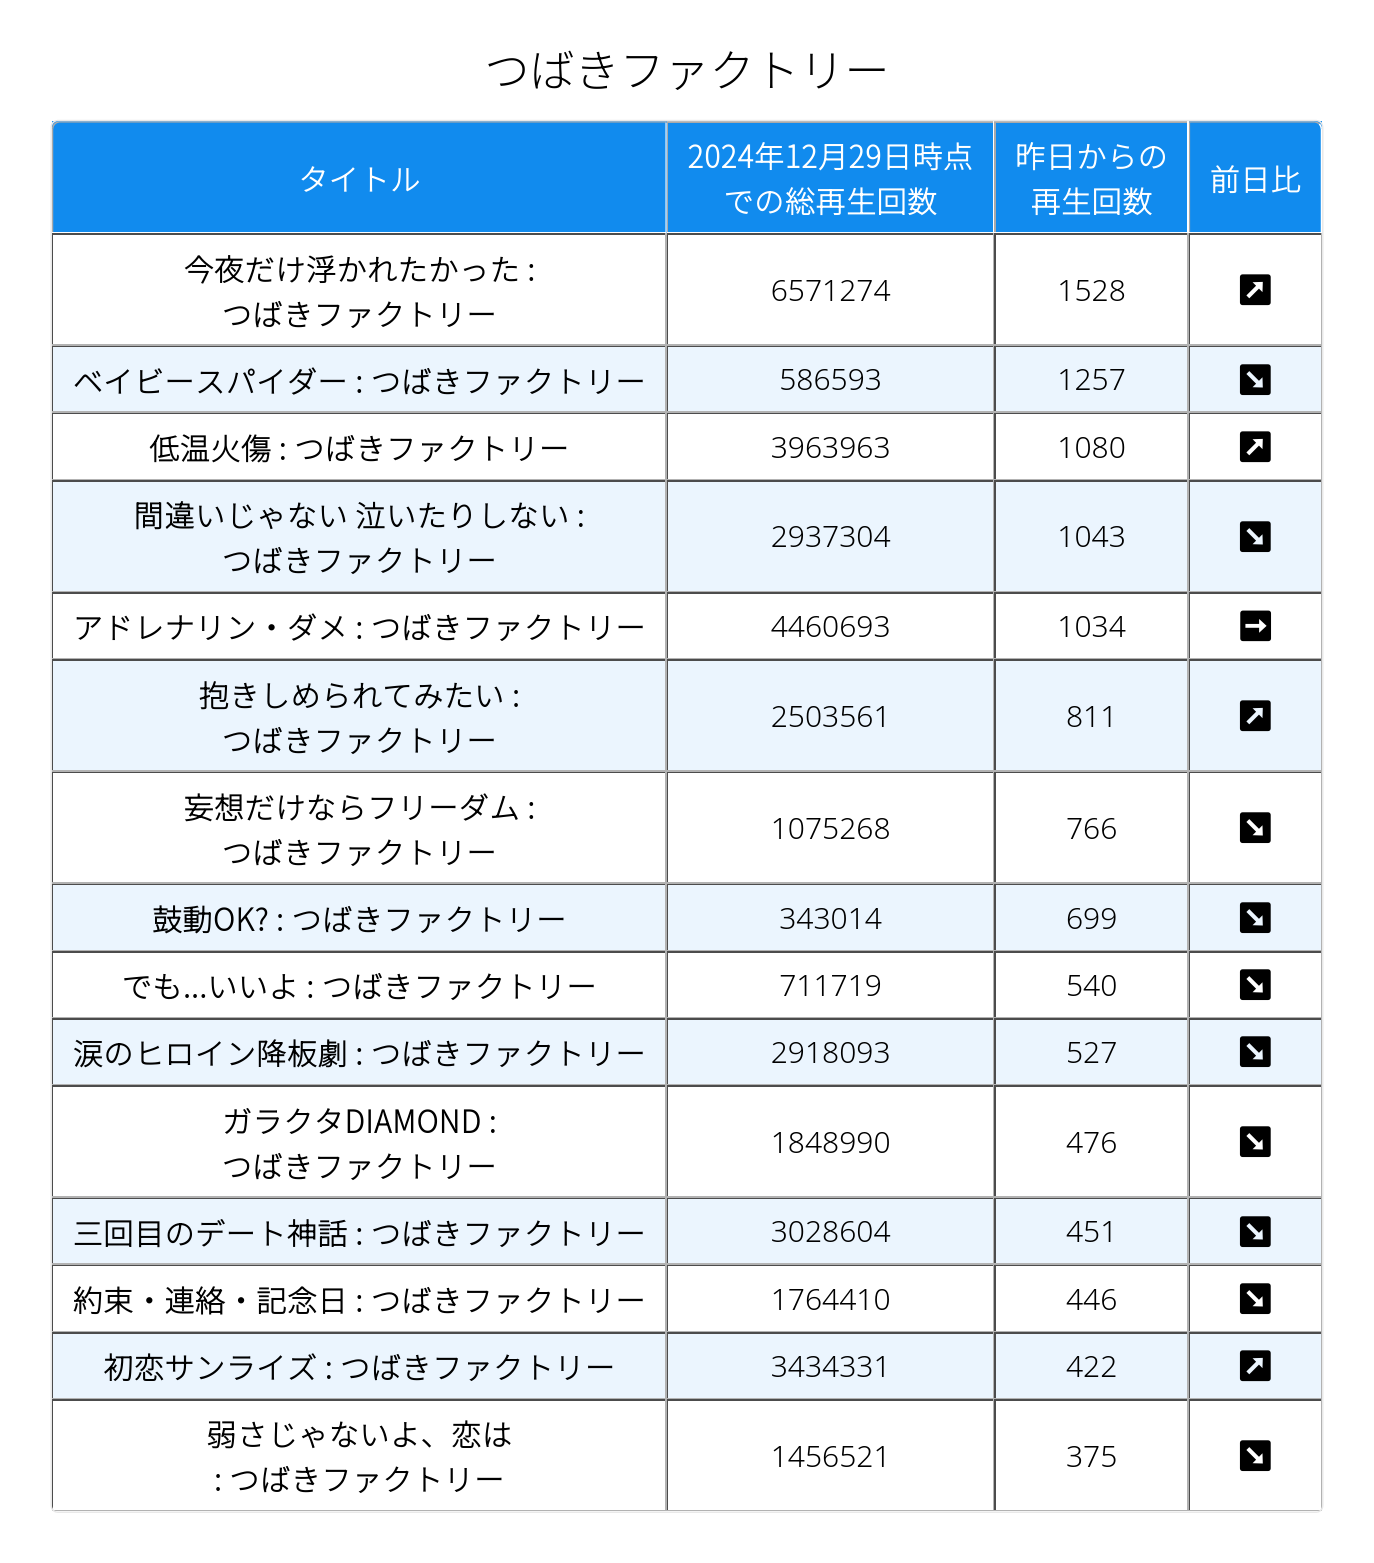 つばきファクトリー
タイトル
2024年12月29日時点
での総再生回数
昨日からの
再生回数
前日比
今夜だけ浮かれたかった :
つばきファクトリー
6571274
1528
ベイビースパイダー : つばきファクトリー
586593
1257
低温火傷 : つばきファクトリー
3963963
1080
間違いじゃない 泣いたりしない :
つばきファクトリー
2937304
1043
アドレナリン・ダメ : つばきファクトリー
4460693
1034
抱きしめられてみたい :
つばきファクトリー
2503561
811
妄想だけならフリーダム :
つばきファクトリー
1075268
766
鼓動OK? : つばきファクトリー
343014
699
でも...いいよ : つばきファクトリー
711719
540
涙のヒロイン降板劇 : つばきファクトリー
2918093
527
ガラクタDIAMOND :
つばきファクトリー
1848990
476
三回目のデート神話 : つばきファクトリー
3028604
451
約束・連絡・記念日 : つばきファクトリー
1764410
446
初恋サンライズ : つばきファクトリー
3434331
422
弱さじゃないよ、恋は
: つばきファクトリー
1456521
375